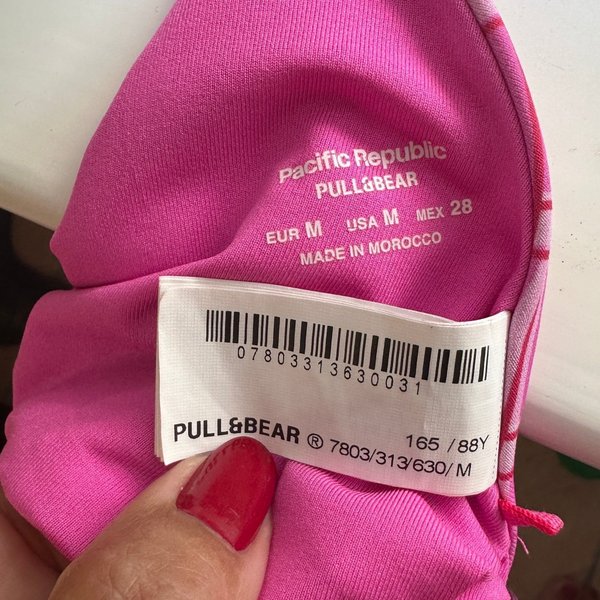 Pacific Republic
PULL&BEAR
EUR M USA M MEX 28
MADE IN MOROCCO
07803313630031
165 / 88Y
PULL&BEAR ® 7803/313/630/ M